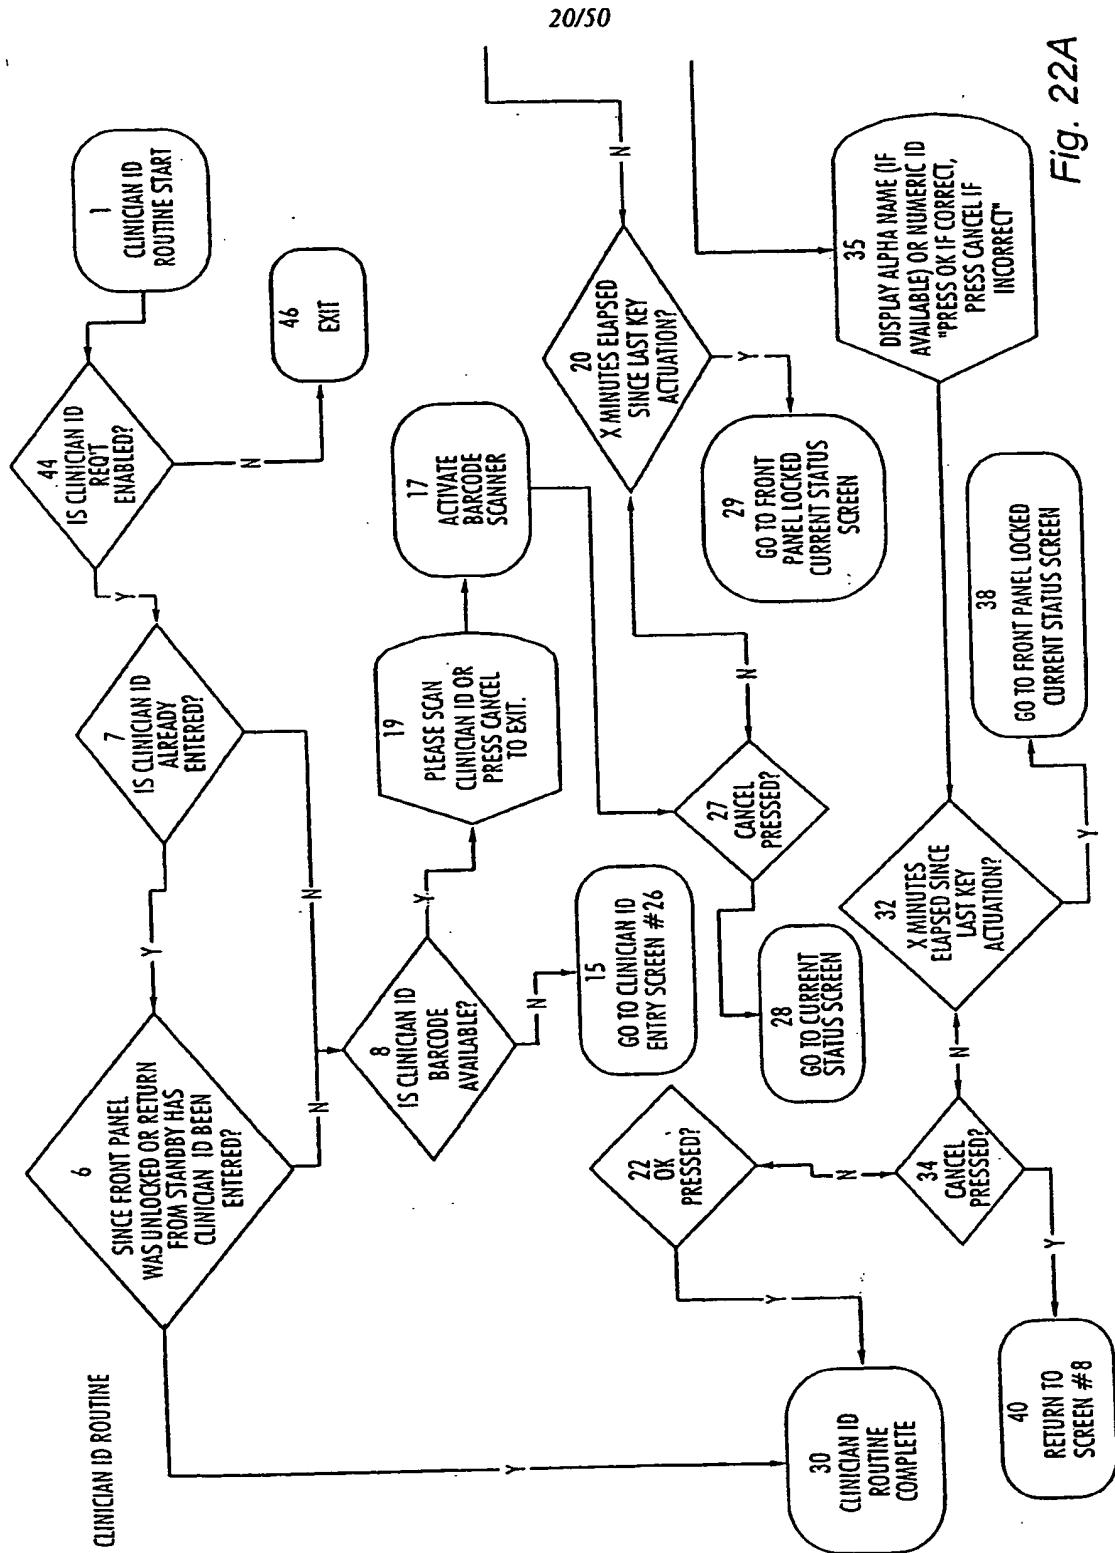 20/50
CLINICIAN ID ROUTINE
1
CLINICIAN ID
ROUTINE START
44
IS CLINICIAN ID
REQ'T
ENABLED?
N
46
EXIT
Y
7
IS CLINICIAN ID
ALREADY
ENTERED?
Y
N
6
SINCE FRONT PANEL
WAS UNLOCKED OR RETURN
FROM STANDBY HAS
CLINICIAN ID BEEN
ENTERED?
N
Y
8
IS CLINICIAN ID
BARCODE
AVAILABLE?
Y
N
19
PLEASE SCAN
CLINICIAN ID OR
PRESS CANCEL
TO EXIT.
17
ACTIVATE
BARCODE
SCANNER
15
GO TO CLINICIAN ID
ENTRY SCREEN #26
27
CANCEL
PRESSED?
N
28
GO TO CURRENT
STATUS SCREEN
20
X MINUTES ELAPSED
SINCE LAST KEY
ACTUATION?
N
Y
29
GO TO FRONT
PANEL LOCKED
CURRENT STATUS
SCREEN
35
DISPLAY ALPHA NAME (IF
AVAILABLE) OR NUMERIC ID
"PRESS OK IF CORRECT,
PRESS CANCEL IF
INCORRECT"
32
X MINUTES
ELAPSED SINCE
LAST KEY
ACTUATION?
Y
N
38
GO TO FRONT PANEL LOCKED
CURRENT STATUS SCREEN
34
CANCEL
PRESSED?
N
Y
22
OK
PRESSED?
Y
30
CLINICIAN ID
ROUTINE
COMPLETE
40
RETURN TO
SCREEN #8
Fig. 22A